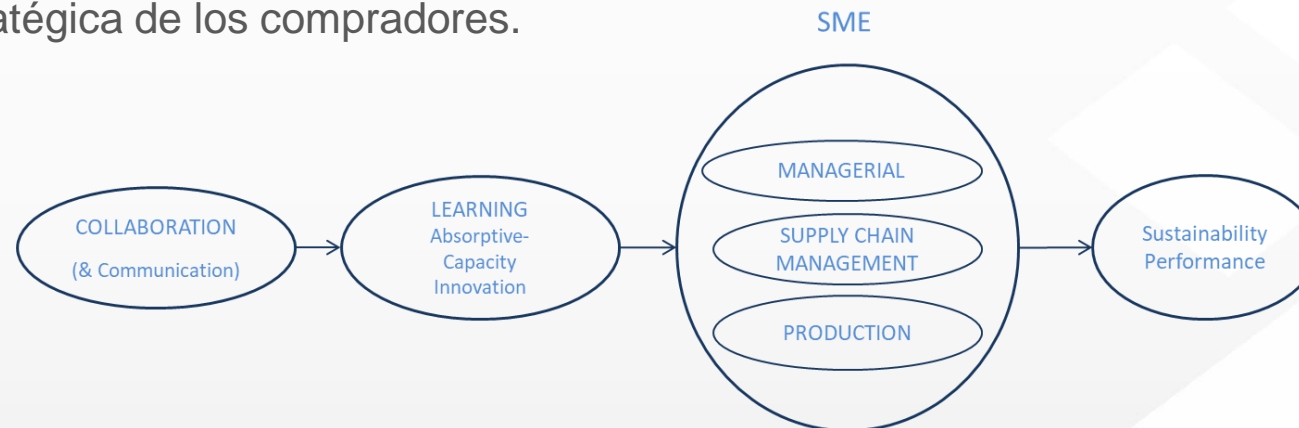 atégica de los compradores.
SME
COLLABORATION
(& Communication)
LEARNING
Absorptive-
Capacity
Innovation
MANAGERIAL
SUPPLY CHAIN
MANAGEMENT
PRODUCTION
Sustainability
Performance